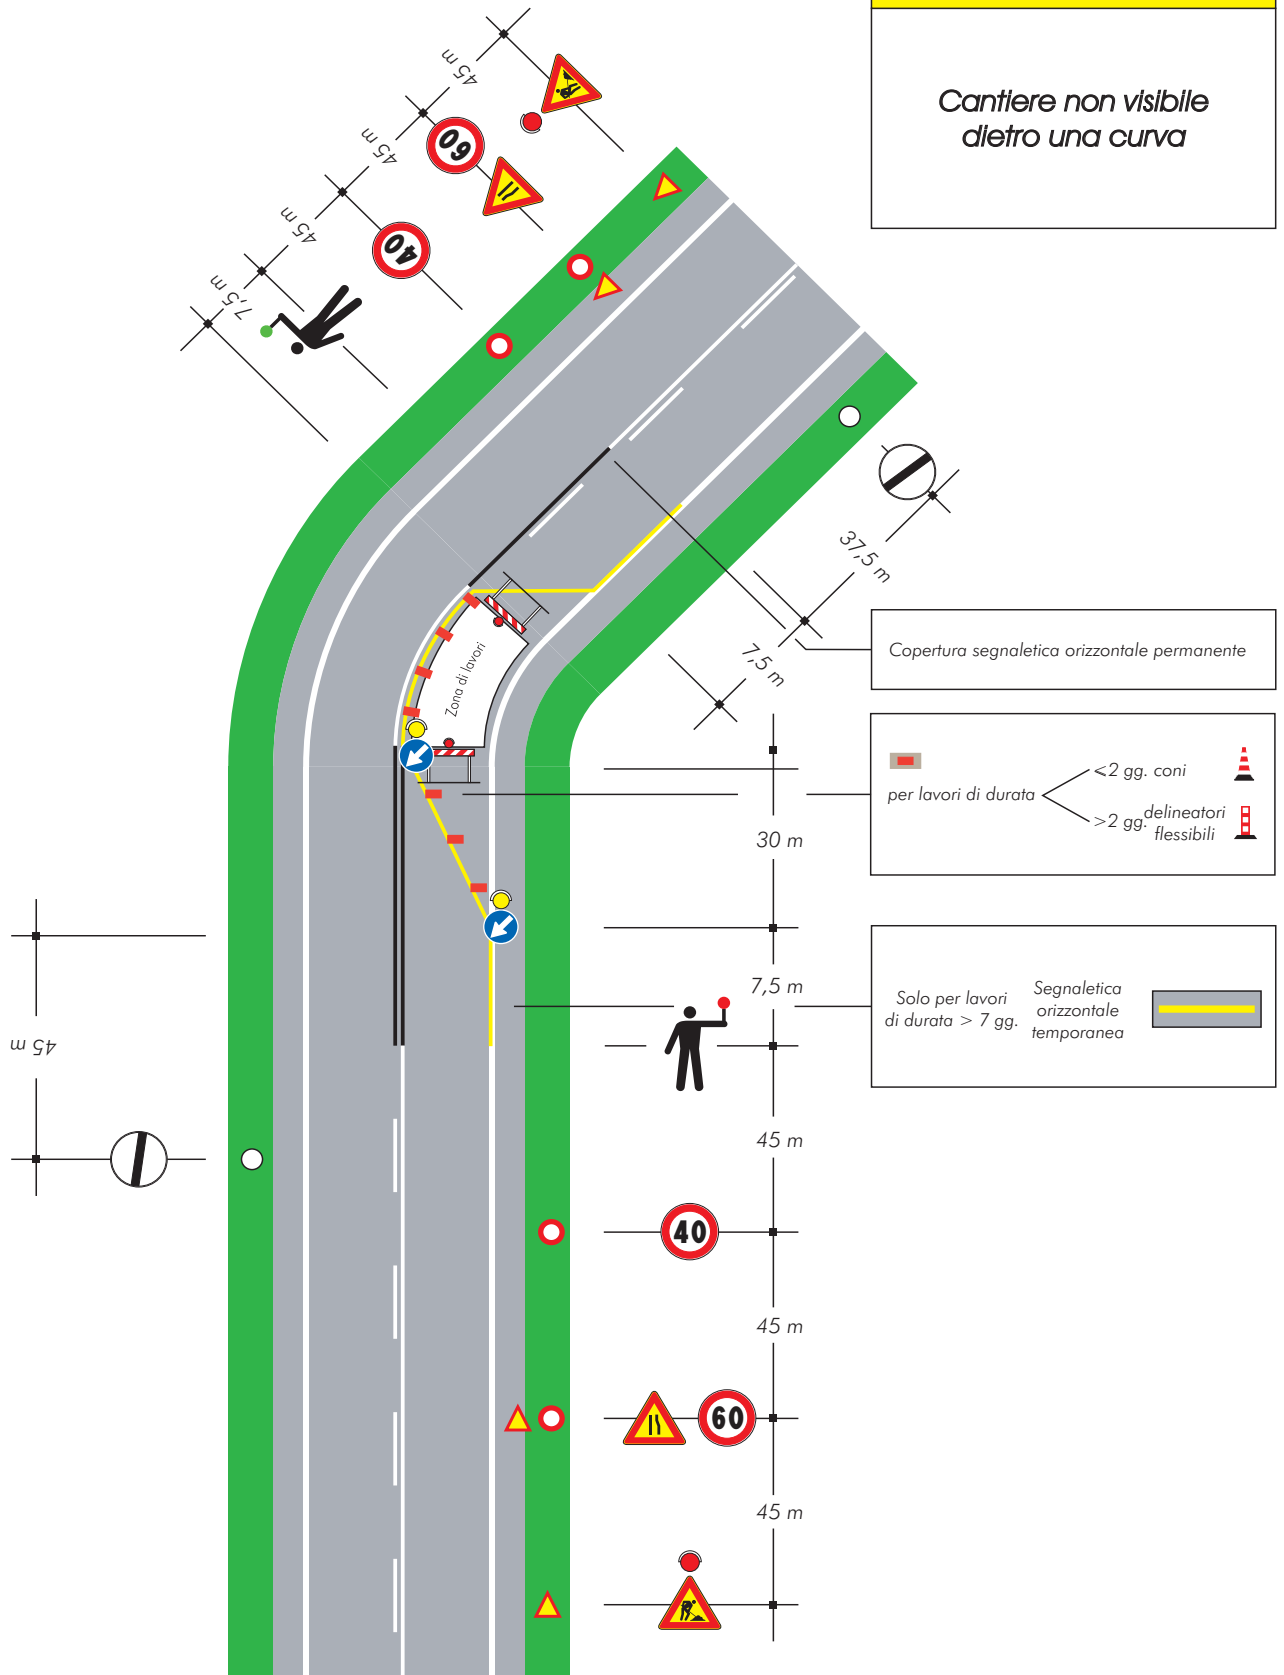 Cantiere non visibile
dietro una curva
45 m
45 m
60
45 m
40
7,5 m
37,5 m
7,5 m
Copertura segnaletica orizzontale permanente
Zona di lavori
per lavori di durata
<2 gg. coni
>2 gg. delineatori
flessibili
30 m
7,5 m
Solo per lavori
di durata > 7 gg.
Segnaletica
orizzontale
temporanea
45 m
45 m
40
45 m
60
45 m